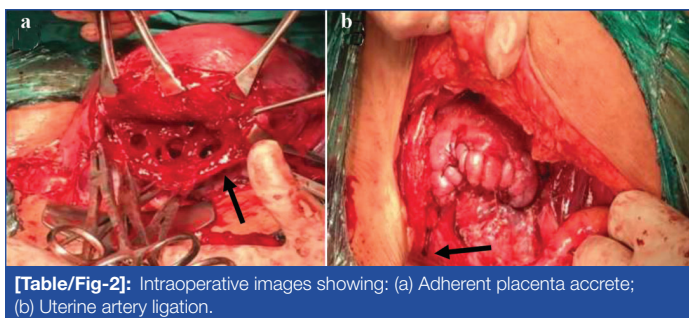 a
b
[Table/Fig-2]: Intraoperative images showing: (a) Adherent placenta accrete;
(b) Uterine artery ligation.